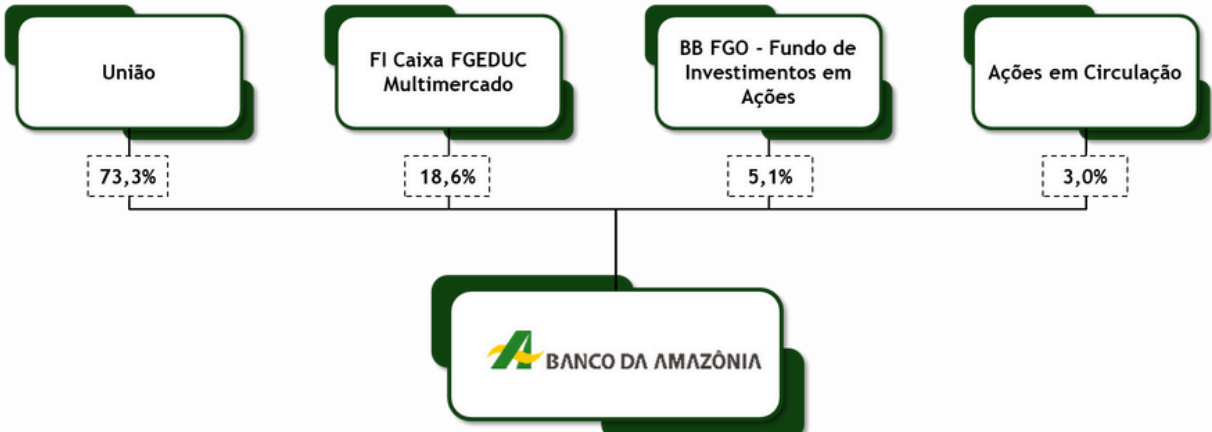 União
FI Caixa FGEDUC
Multimercado
BB FGO - Fundo de
Investimentos em
Ações
Ações em Circulação
73,3%
18,6%
5,1%
3,0%
BANCO DA AMAZÔNIA